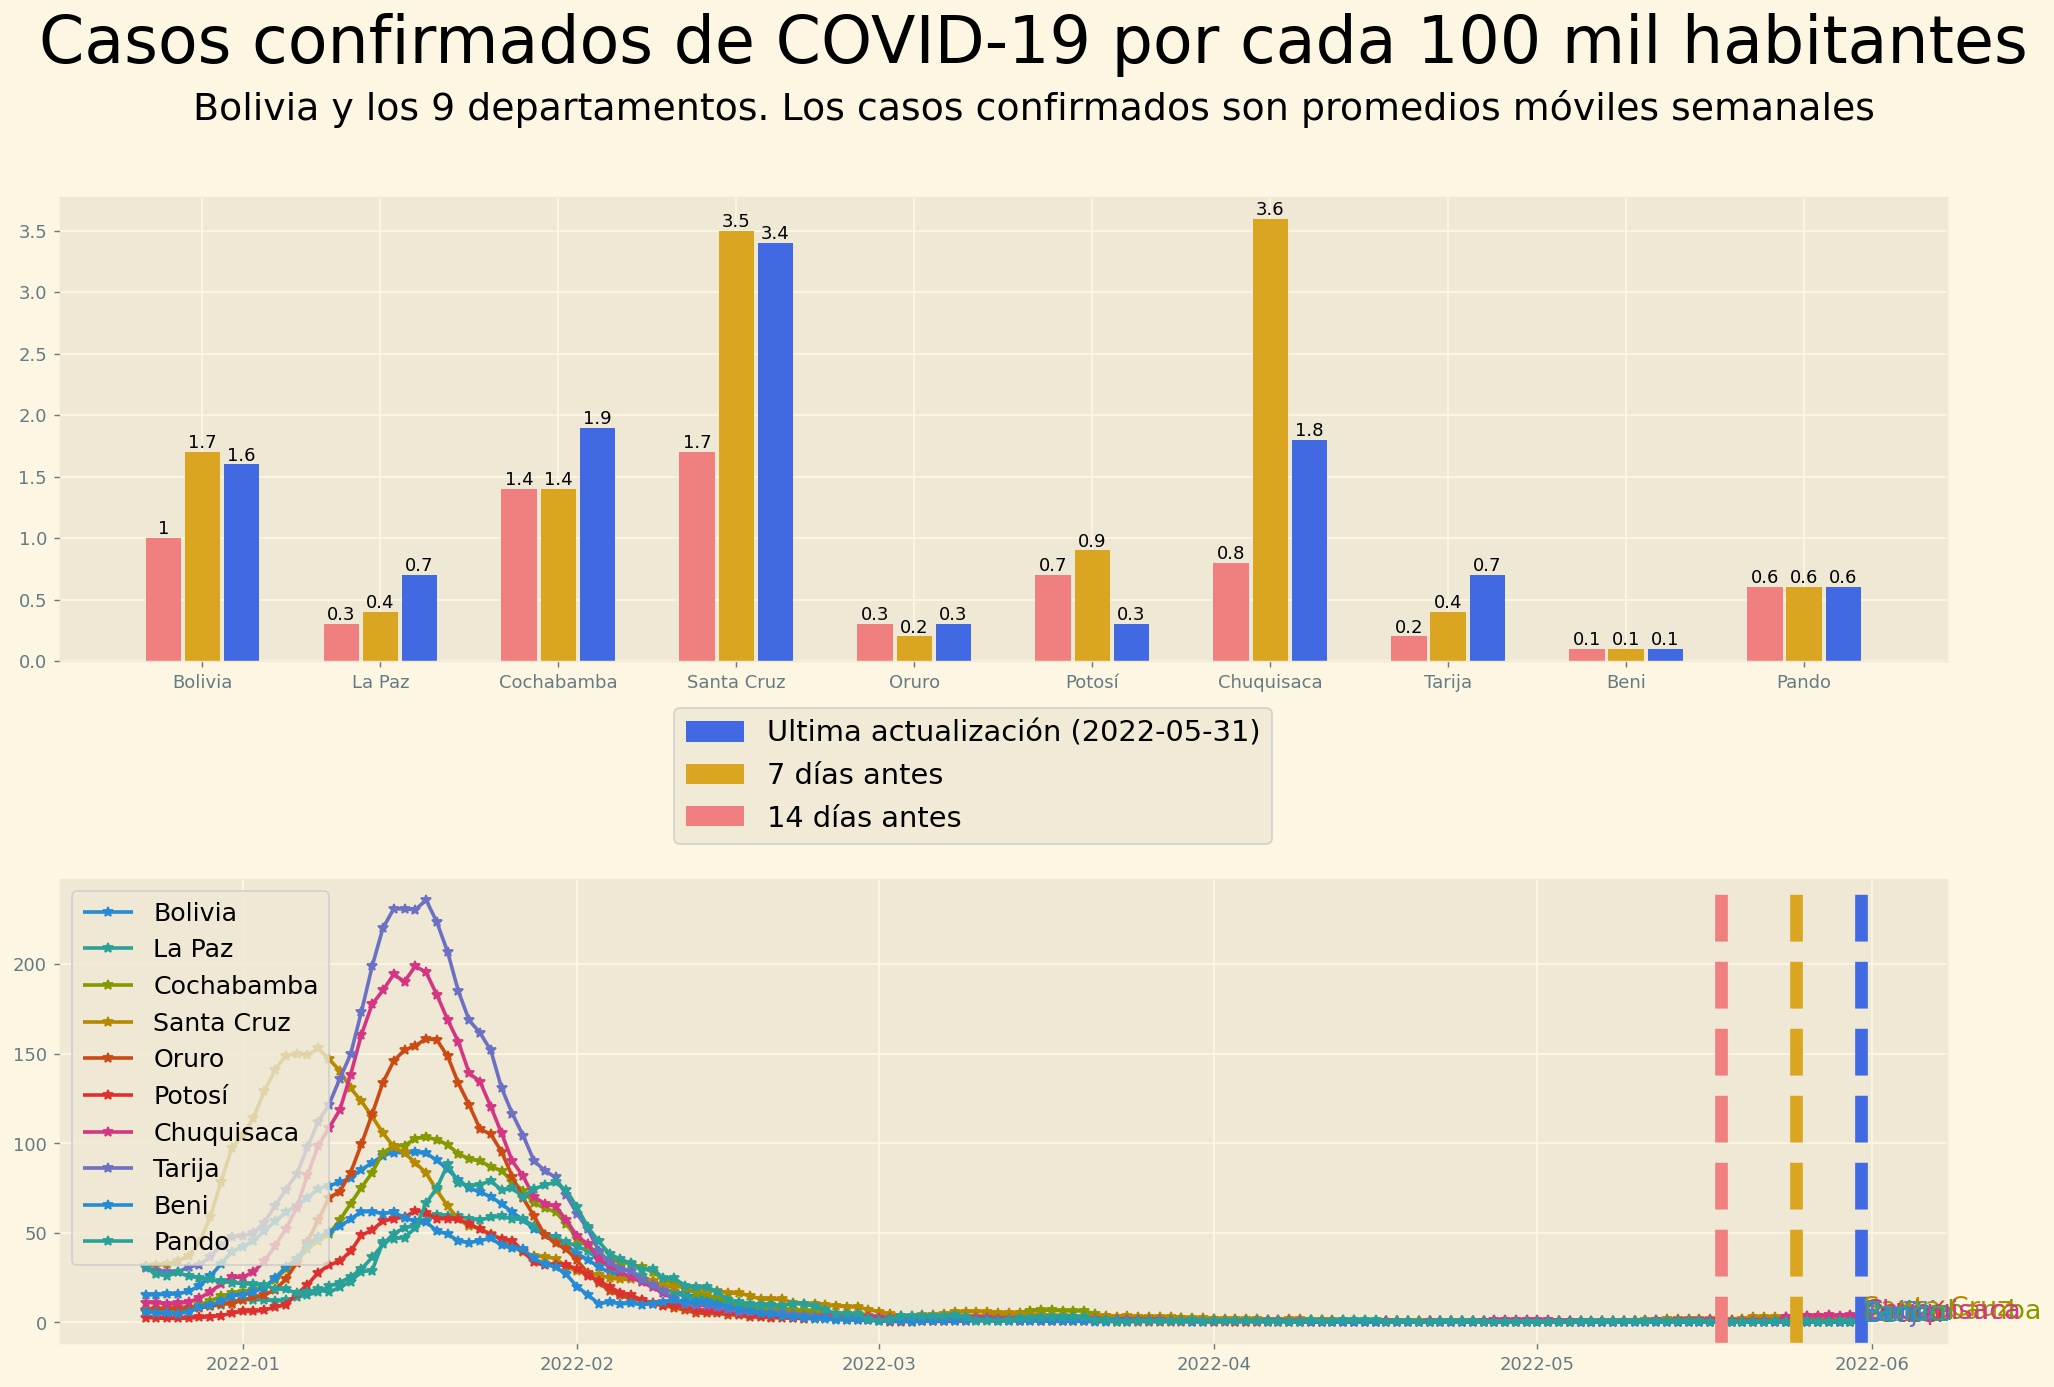 Casos confirmados de COVID-19 por cada 100 mil habitantes
Bolivia y los 9 departamentos. Los casos confirmados son promedios móviles semanales
3.5
3.0
2.5
2.0
1.5
1.0
0.5
0.0
1 1.7 1.6
0.3 0.4 0.7
1.4 1.4 1.9
1.7 3.5 3.4
0.3 0.2 0.3
0.7 0.9 0.3
0.8 3.6 1.8
0.2 0.4 0.7
0.1 0.1 0.1
0.6 0.6 0.6
Bolivia La Paz Cochabamba Santa Cruz Oruro Potosí Chuquisaca Tarija Beni Pando
Ultima actualización (2022-05-31)
7 días antes
14 días antes
200
150
100
50
0
Bolivia
La Paz
Cochabamba
Santa Cruz
Oruro
Potosí
Chuquisaca
Tarija
Beni
Pando
2022-01 2022-02 2022-03 2022-04 2022-05 2022-06